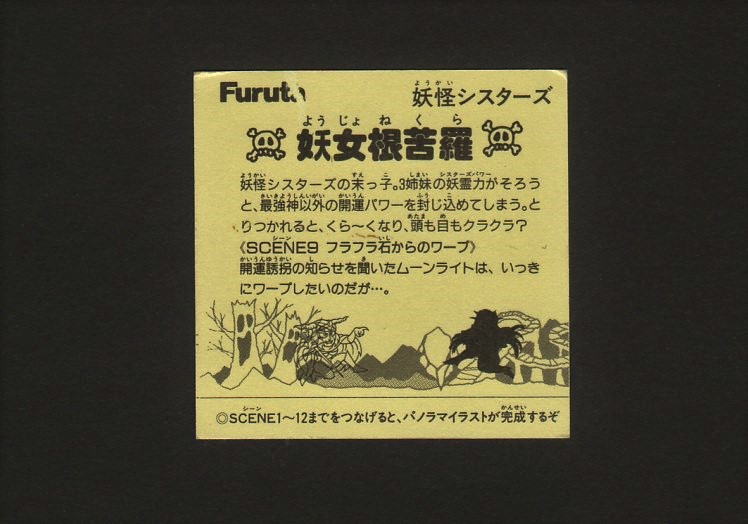 Furuta 妖怪シスターズ
妖女根苦羅
妖怪シスターズの末っ子。3姉妹の妖霊力がそろう
と、最強神以外の開運パワーを封じ込めてしまう。と
りつかれると、くら〜くなり、頭も目もクラクラ?
《SCENE9 フラフラ石からのワープ》
開運誘拐の知らせを聞いたムーンライトは、いっき
にワープしたいのだが…。
◎SCENE1〜12までをつなげると、パノラマイラストが完成するぞ